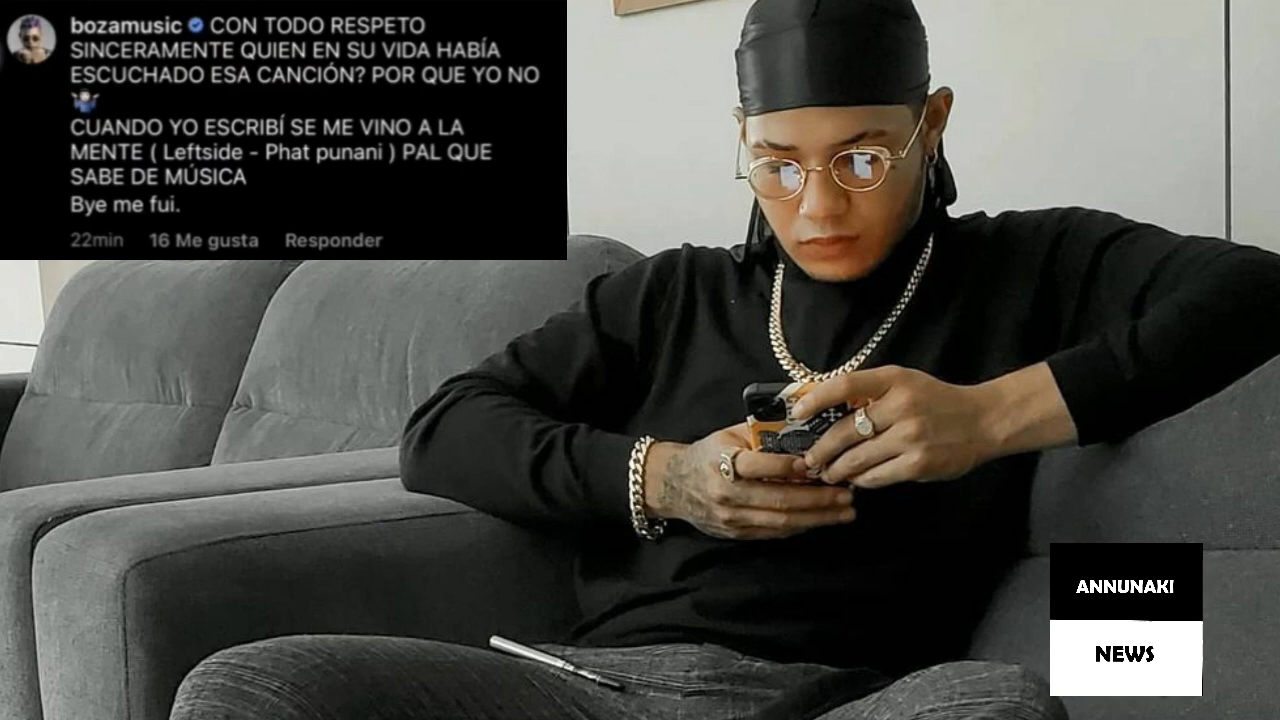 bozamusic CON TODO RESPETO
SINCERAMENTE QUIEN EN SU VIDA HABÍA
ESCUCHADO ESA CANCIÓN? POR QUE YO NO
🤷🏻‍♂️
CUANDO YO ESCRIBÍ SE ME VINO A LA
MENTE ( Leftside - Phat punani ) PAL QUE
SABE DE MÚSICA
Bye me fui.
22min 16 Me gusta Responder
ANNUNAKI
NEWS